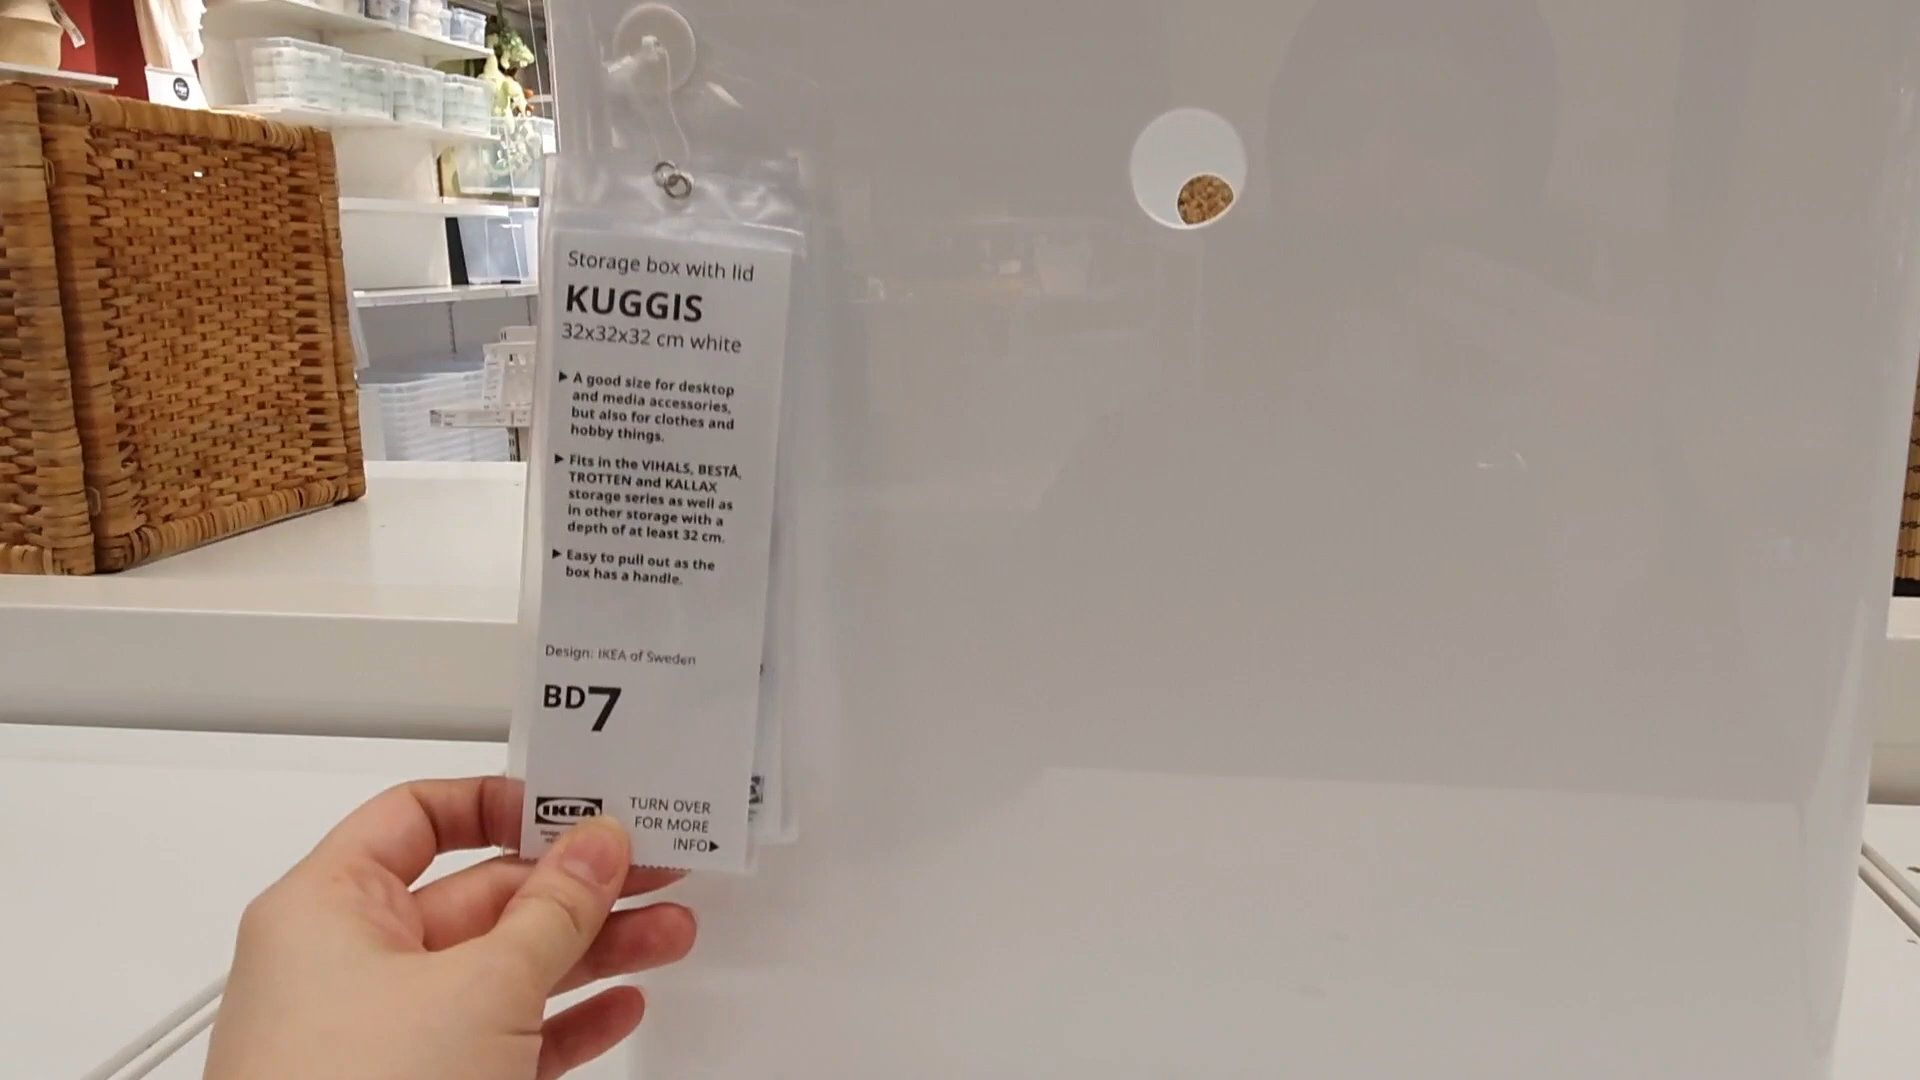 Storage box with lid
KUGGIS
32x32x32 cm white
▶ A good size for desktop
and media accessories,
but also for clothes and
hobby things.
▶ Fits in the VIHALS, BESTÅ,
TROTTEN and KALLAX
storage series as well as
in other storage with a
depth of at least 32 cm.
▶ Easy to pull out as the
box has a handle.
Design: IKEA of Sweden
BD7
IKEA
TURN OVER
FOR MORE
INFO▶